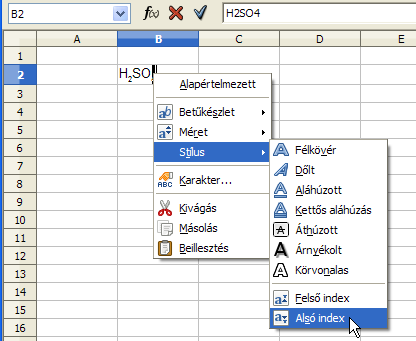 B2 f(x) H2SO4
A B C D E
1
2 H2SO
3
4
5
6
7
8
9
10
11
12
13
14
15
16
Alapértelmezett
Betűkészlet
Méret
Stílus
Karakter...
Kivágás
Másolás
Beillesztés
Félkövér
Dőlt
Aláhúzott
Kettős aláhúzás
Áthúzott
Árnyékolt
Körvonalas
Felső index
Alsó index